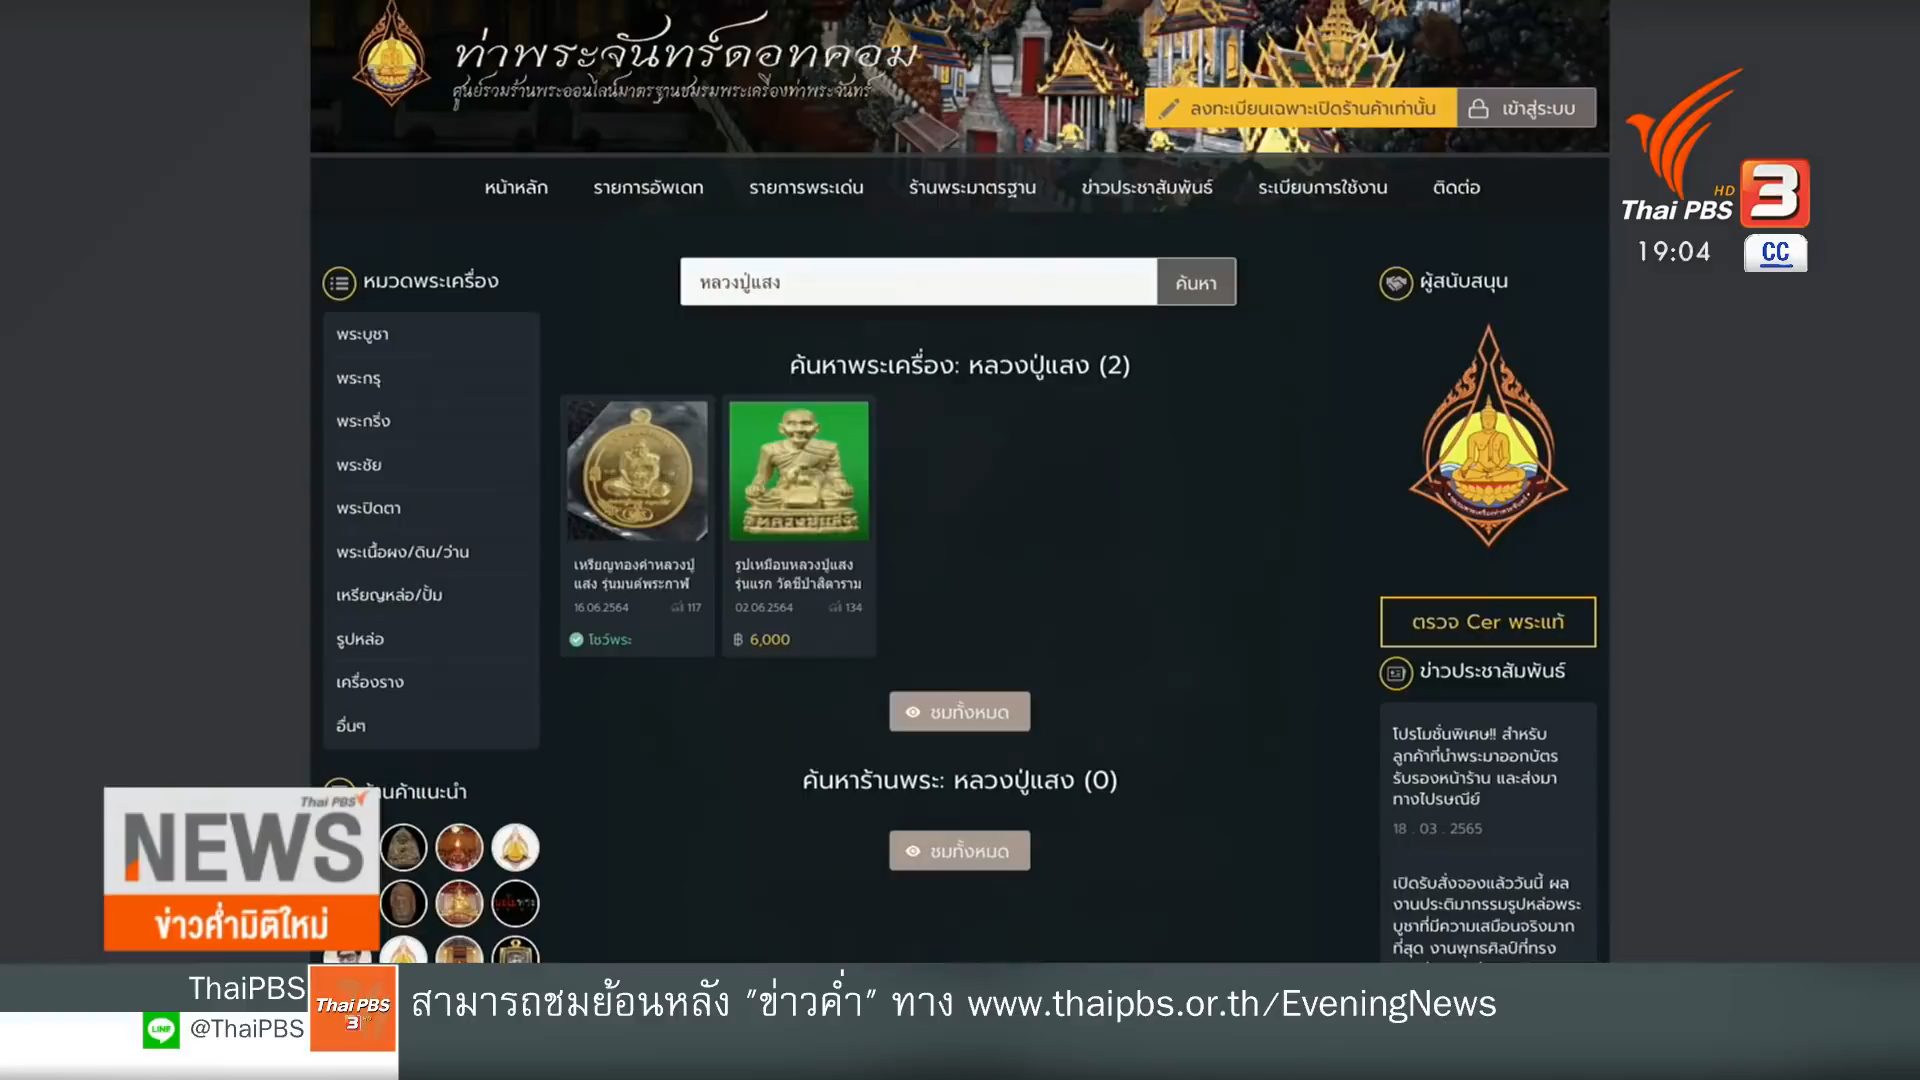 ท่าพระจันทร์ดอทคอม
ศูนย์รวมร้านพระออนไลน์มาตรฐานชมรมพระเครื่องท่าพระจันทร์
ลงทะเบียนเฉพาะเปิดร้านค้าเท่านั้น
เข้าสู่ระบบ
HD
Thai PBS 3
19:04
CC
หน้าหลัก รายการอัพเดท รายการพระเด่น ร้านพระมาตรฐาน ข่าวประชาสัมพันธ์ ระเบียบการใช้งาน ติดต่อ
หมวดพระเครื่อง
พระบูชา
พระกรุ
พระกริ่ง
พระชัย
พระปิดตา
พระเนื้อผง/ดิน/ว่าน
เหรียญหล่อ/ปั้ม
รูปหล่อ
เครื่องราง
อื่นๆ
หลวงปู่แสง
ค้นหา
ค้นหาพระเครื่อง: หลวงปู่แสง (2)
เหรียญทองคำหลวงปู่
แสง รุ่นมนต์พระกาฬ
16.06.2564 117
โชว์พระ
รูปเหมือนหลวงปู่แสง
รุ่นแรก วัดชีป่าสิตาราม
02.06.2564 134
฿ 6,000
ชมทั้งหมด
ค้นหาร้านพระ: หลวงปู่แสง (0)
ชมทั้งหมด
ผู้สนับสนุน
ตรวจ Cer พระแท้
ข่าวประชาสัมพันธ์
โปรโมชั่นพิเศษ!! สำหรับ
ลูกค้าที่นำพระมาออกบัตร
รับรองหน้าร้าน และส่งมา
ทางไปรษณีย์
18 . 03 . 2565
เปิดรับสั่งจองแล้ววันนี้ ผล
งานประติมากรรมรูปหล่อพระ
บูชาที่มีความเสมือนจริงมาก
ที่สุด งานพุทธศิลป์ที่ทรง
ค้าแนะนำ
Thai PBS
NEWS
ข่าวค่ำมิติใหม่
ThaiPBS
LINE @ThaiPBS
Thai PBS
3
สามารถชมย้อนหลัง "ข่าวค่ำ" ทาง www.thaipbs.or.th/EveningNews